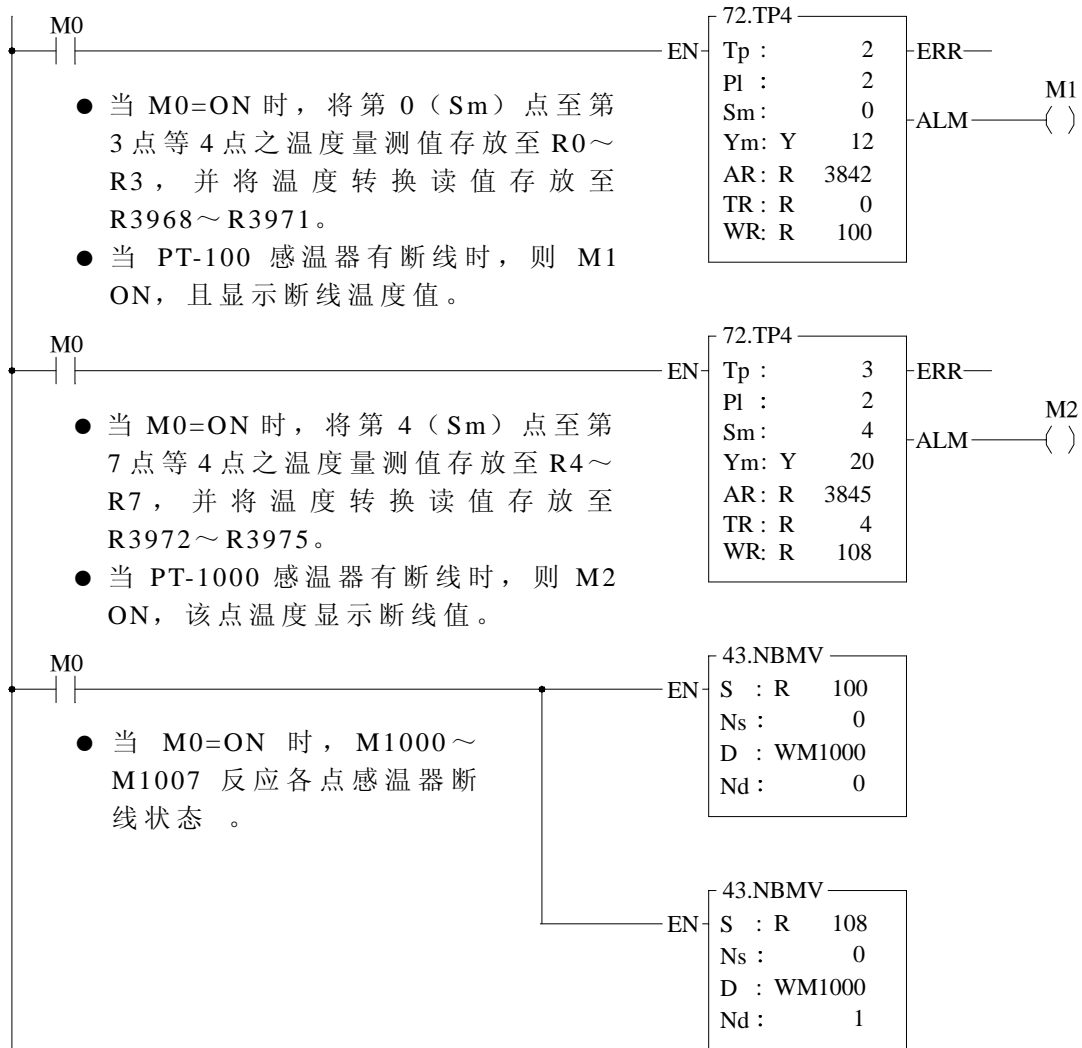 M0
72.TP4
EN
Tp : 2
ERR
Pl : 2
Sm : 0
ALM
M1
( )
Ym: Y 12
AR: R 3842
TR : R 0
WR: R 100
● 当 M0=ON 时，将第 0（Sm）点至第
3 点等 4 点之温度量测值存放至 R0～
R3，并将温度转换读值存放至
R3968～R3971。
● 当 PT-100 感温器有断线时，则 M1
ON，且显示断线温度值。
M0
72.TP4
EN
Tp : 3
ERR
Pl : 2
Sm : 4
ALM
M2
( )
Ym: Y 20
AR: R 3845
TR : R 4
WR: R 108
● 当 M0=ON 时，将第 4（Sm）点至第
7 点等 4 点之温度量测值存放至 R4～
R7，并将温度转换读值存放至
R3972～R3975。
● 当 PT-1000 感温器有断线时，则 M2
ON，该点温度显示断线值。
M0
43.NBMV
EN
S : R 100
Ns : 0
D : WM1000
Nd : 0
● 当 M0=ON 时，M1000～
M1007 反应各点感温器断
线状态 。
43.NBMV
EN
S : R 108
Ns : 0
D : WM1000
Nd : 1